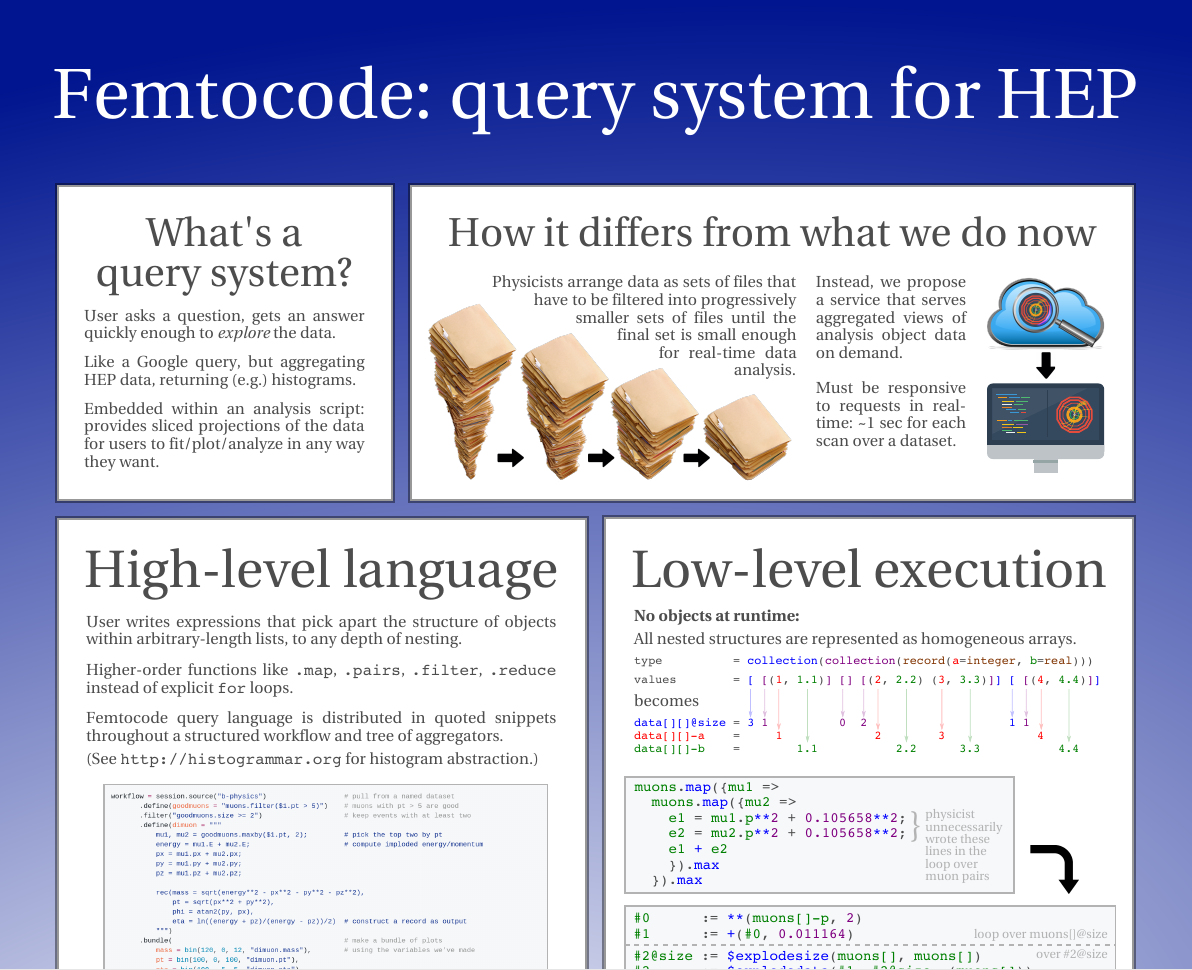 Femtocode: query system for HEP
What's a
query system?
User asks a question, gets an answer
quickly enough to explore the data.
Like a Google query, but aggregating
HEP data, returning (e.g.) histograms.
Embedded within an analysis script:
provides sliced projections of the data
for users to fit/plot/analyze in any way
they want.
How it differs from what we do now
Physicists arrange data as sets of files that
have to be filtered into progressively
smaller sets of files until the
final set is small enough
for real-time data
analysis.
Instead, we propose
a service that serves
aggregated views of
analysis object data
on demand.
Must be responsive
to requests in real-
time: ~1 sec for each
scan over a dataset.
High-level language
User writes expressions that pick apart the structure of objects
within arbitrary-length lists, to any depth of nesting.
Higher-order functions like .map, .pairs, .filter, .reduce
instead of explicit for loops.
Femtocode query language is distributed in quoted snippets
throughout a structured workflow and tree of aggregators.
(See http://histogrammar.org for histogram abstraction.)
workflow = session.source("b-physics") # pull from a named dataset
.define(goodmuons = "muons.filter($1.pt > 5)") # muons with pt > 5 are good
.filter("goodmuons.size >= 2") # keep events with at least two
.define(dimuon = """
mu1, mu2 = goodmuons.maxby($1.pt, 2); # pick the top two by pt
energy = mu1.E + mu2.E; # compute imploded energy/momentum
px = mu1.px + mu2.px;
py = mu1.py + mu2.py;
pz = mu1.pz + mu2.pz;
rec(mass = sqrt(energy**2 - px**2 - py**2 - pz**2),
pt = sqrt(px**2 + py**2),
phi = atan2(py, px),
eta = ln((energy + pz)/(energy - pz))/2) # construct a record as output
""")
.bundle( # make a bundle of plots
mass = bin(120, 0, 12, "dimuon.mass"), # using the variables we've made
pt = bin(100, 0, 100, "dimuon.pt"),
Low-level execution
No objects at runtime:
All nested structures are represented as homogeneous arrays.
type = collection(collection(record(a=integer, b=real)))
values = [ [(1, 1.1)] [] [(2, 2.2) (3, 3.3)]] [ [(4, 4.4)]]
becomes
data[][]@size = 3 1 0 2 1 1
data[][]-a = 1 2 3 4
data[][]-b = 1.1 2.2 3.3 4.4
muons.map({mu1 =>
muons.map({mu2 =>
e1 = mu1.p**2 + 0.105658**2;
e2 = mu2.p**2 + 0.105658**2;
e1 + e2
}).max
}).max
} physicist
unnecessarily
wrote these
lines in the
loop over
muon pairs
#0 := **(muons[]-p, 2)
#1 := +(#0, 0.011164) loop over muons[]@size
#2@size := $explodesize(muons[], muons[]) over #2@size